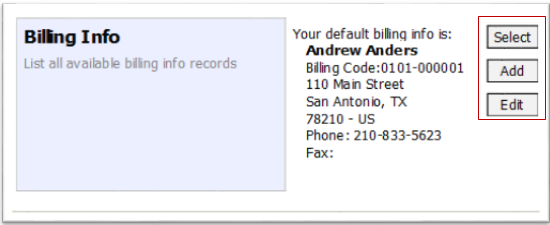 Billing Info
List all available billing info records
Your default billing info is:
Andrew Anders
Billing Code:0101-000001
110 Main Street
San Antonio, TX
78210 - US
Phone: 210-833-5623
Fax:
Select
Add
Edit